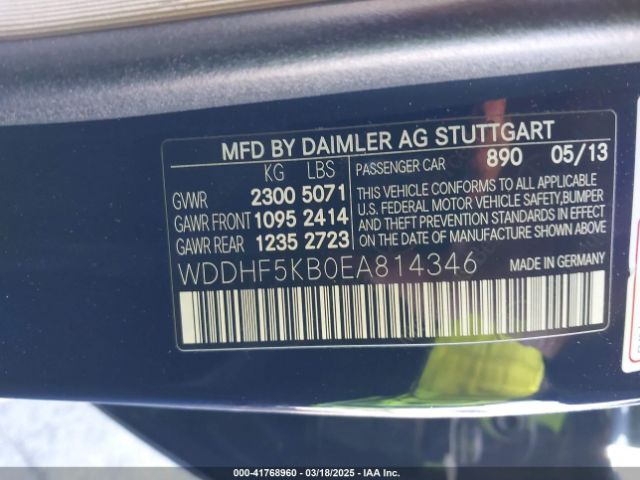 MFD BY DAIMLER AG STUTTGART
KG LBS
GVWR 2300 5071
GAWR FRONT 1095 2414
GAWR REAR 1235 2723
PASSENGER CAR 890 05/13
THIS VEHICLE CONFORMS TO ALL APPLICABLE
U.S. FEDERAL MOTOR VEHICLE SAFETY,BUMPER
AND THEFT PREVENTION STANDARDS IN EFFECT
ON THE DATE OF MANUFACTURE SHOWN ABOVE.
WDDHF5KB0EA814346 MADE IN GERMANY
000-41768960 - 03/18/2025 - IAA Inc.